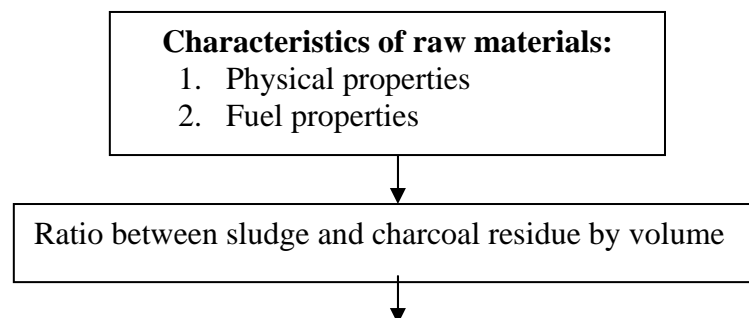 Characteristics of raw materials:
1. Physical properties
2. Fuel properties
Ratio between sludge and charcoal residue by volume